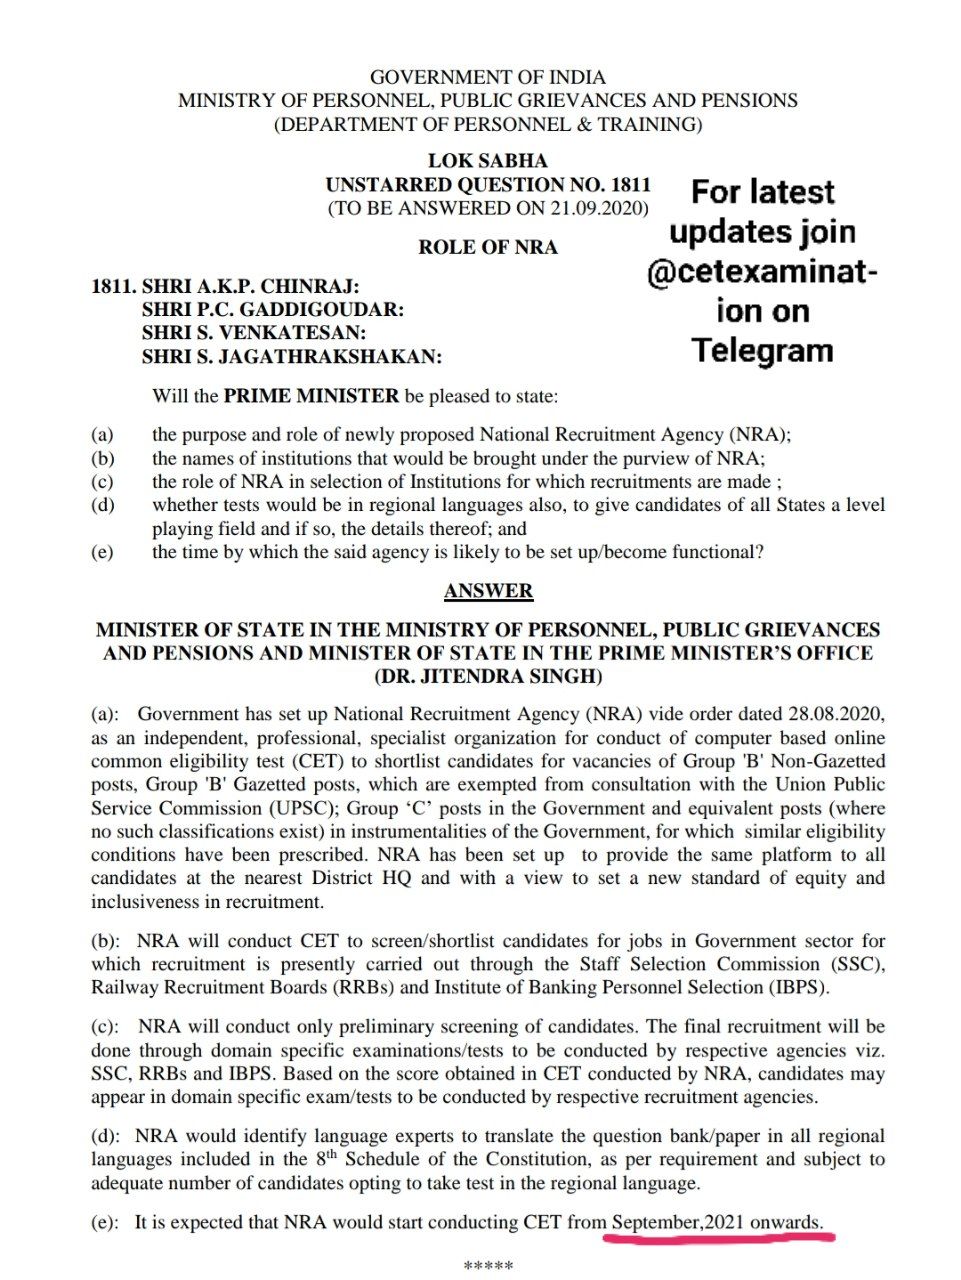 GOVERNMENT OF INDIA
MINISTRY OF PERSONNEL, PUBLIC GRIEVANCES AND PENSIONS
(DEPARTMENT OF PERSONNEL & TRAINING)
LOK SABHA
UNSTARRED QUESTION NO. 1811
(TO BE ANSWERED ON 21.09.2020)
ROLE OF NRA
For latest
updates join
@cetexaminat-
ion on
Telegram
1811. SHRI A.K.P. CHINRAJ:
SHRI P.C. GADDIGOUDAR:
SHRI S. VENKATESAN:
SHRI S. JAGATHRAKSHAKAN:
Will the PRIME MINISTER be pleased to state:
(a) the purpose and role of newly proposed National Recruitment Agency (NRA);
(b) the names of institutions that would be brought under the purview of NRA;
(c) the role of NRA in selection of Institutions for which recruitments are made ;
(d) whether tests would be in regional languages also, to give candidates of all States a level
playing field and if so, the details thereof; and
(e) the time by which the said agency is likely to be set up/become functional?
ANSWER
MINISTER OF STATE IN THE MINISTRY OF PERSONNEL, PUBLIC GRIEVANCES
AND PENSIONS AND MINISTER OF STATE IN THE PRIME MINISTER’S OFFICE
(DR. JITENDRA SINGH)
(a): Government has set up National Recruitment Agency (NRA) vide order dated 28.08.2020,
as an independent, professional, specialist organization for conduct of computer based online
common eligibility test (CET) to shortlist candidates for vacancies of Group 'B' Non-Gazetted
posts, Group 'B' Gazetted posts, which are exempted from consultation with the Union Public
Service Commission (UPSC); Group ‘C’ posts in the Government and equivalent posts (where
no such classifications exist) in instrumentalities of the Government, for which similar eligibility
conditions have been prescribed. NRA has been set up to provide the same platform to all
candidates at the nearest District HQ and with a view to set a new standard of equity and
inclusiveness in recruitment.
(b): NRA will conduct CET to screen/shortlist candidates for jobs in Government sector for
which recruitment is presently carried out through the Staff Selection Commission (SSC),
Railway Recruitment Boards (RRBs) and Institute of Banking Personnel Selection (IBPS).
(c): NRA will conduct only preliminary screening of candidates. The final recruitment will be
done through domain specific examinations/tests to be conducted by respective agencies viz.
SSC, RRBs and IBPS. Based on the score obtained in CET conducted by NRA, candidates may
appear in domain specific exam/tests to be conducted by respective recruitment agencies.
(d): NRA would identify language experts to translate the question bank/paper in all regional
languages included in the 8th Schedule of the Constitution, as per requirement and subject to
adequate number of candidates opting to take test in the regional language.
(e): It is expected that NRA would start conducting CET from September,2021 onwards.
*****